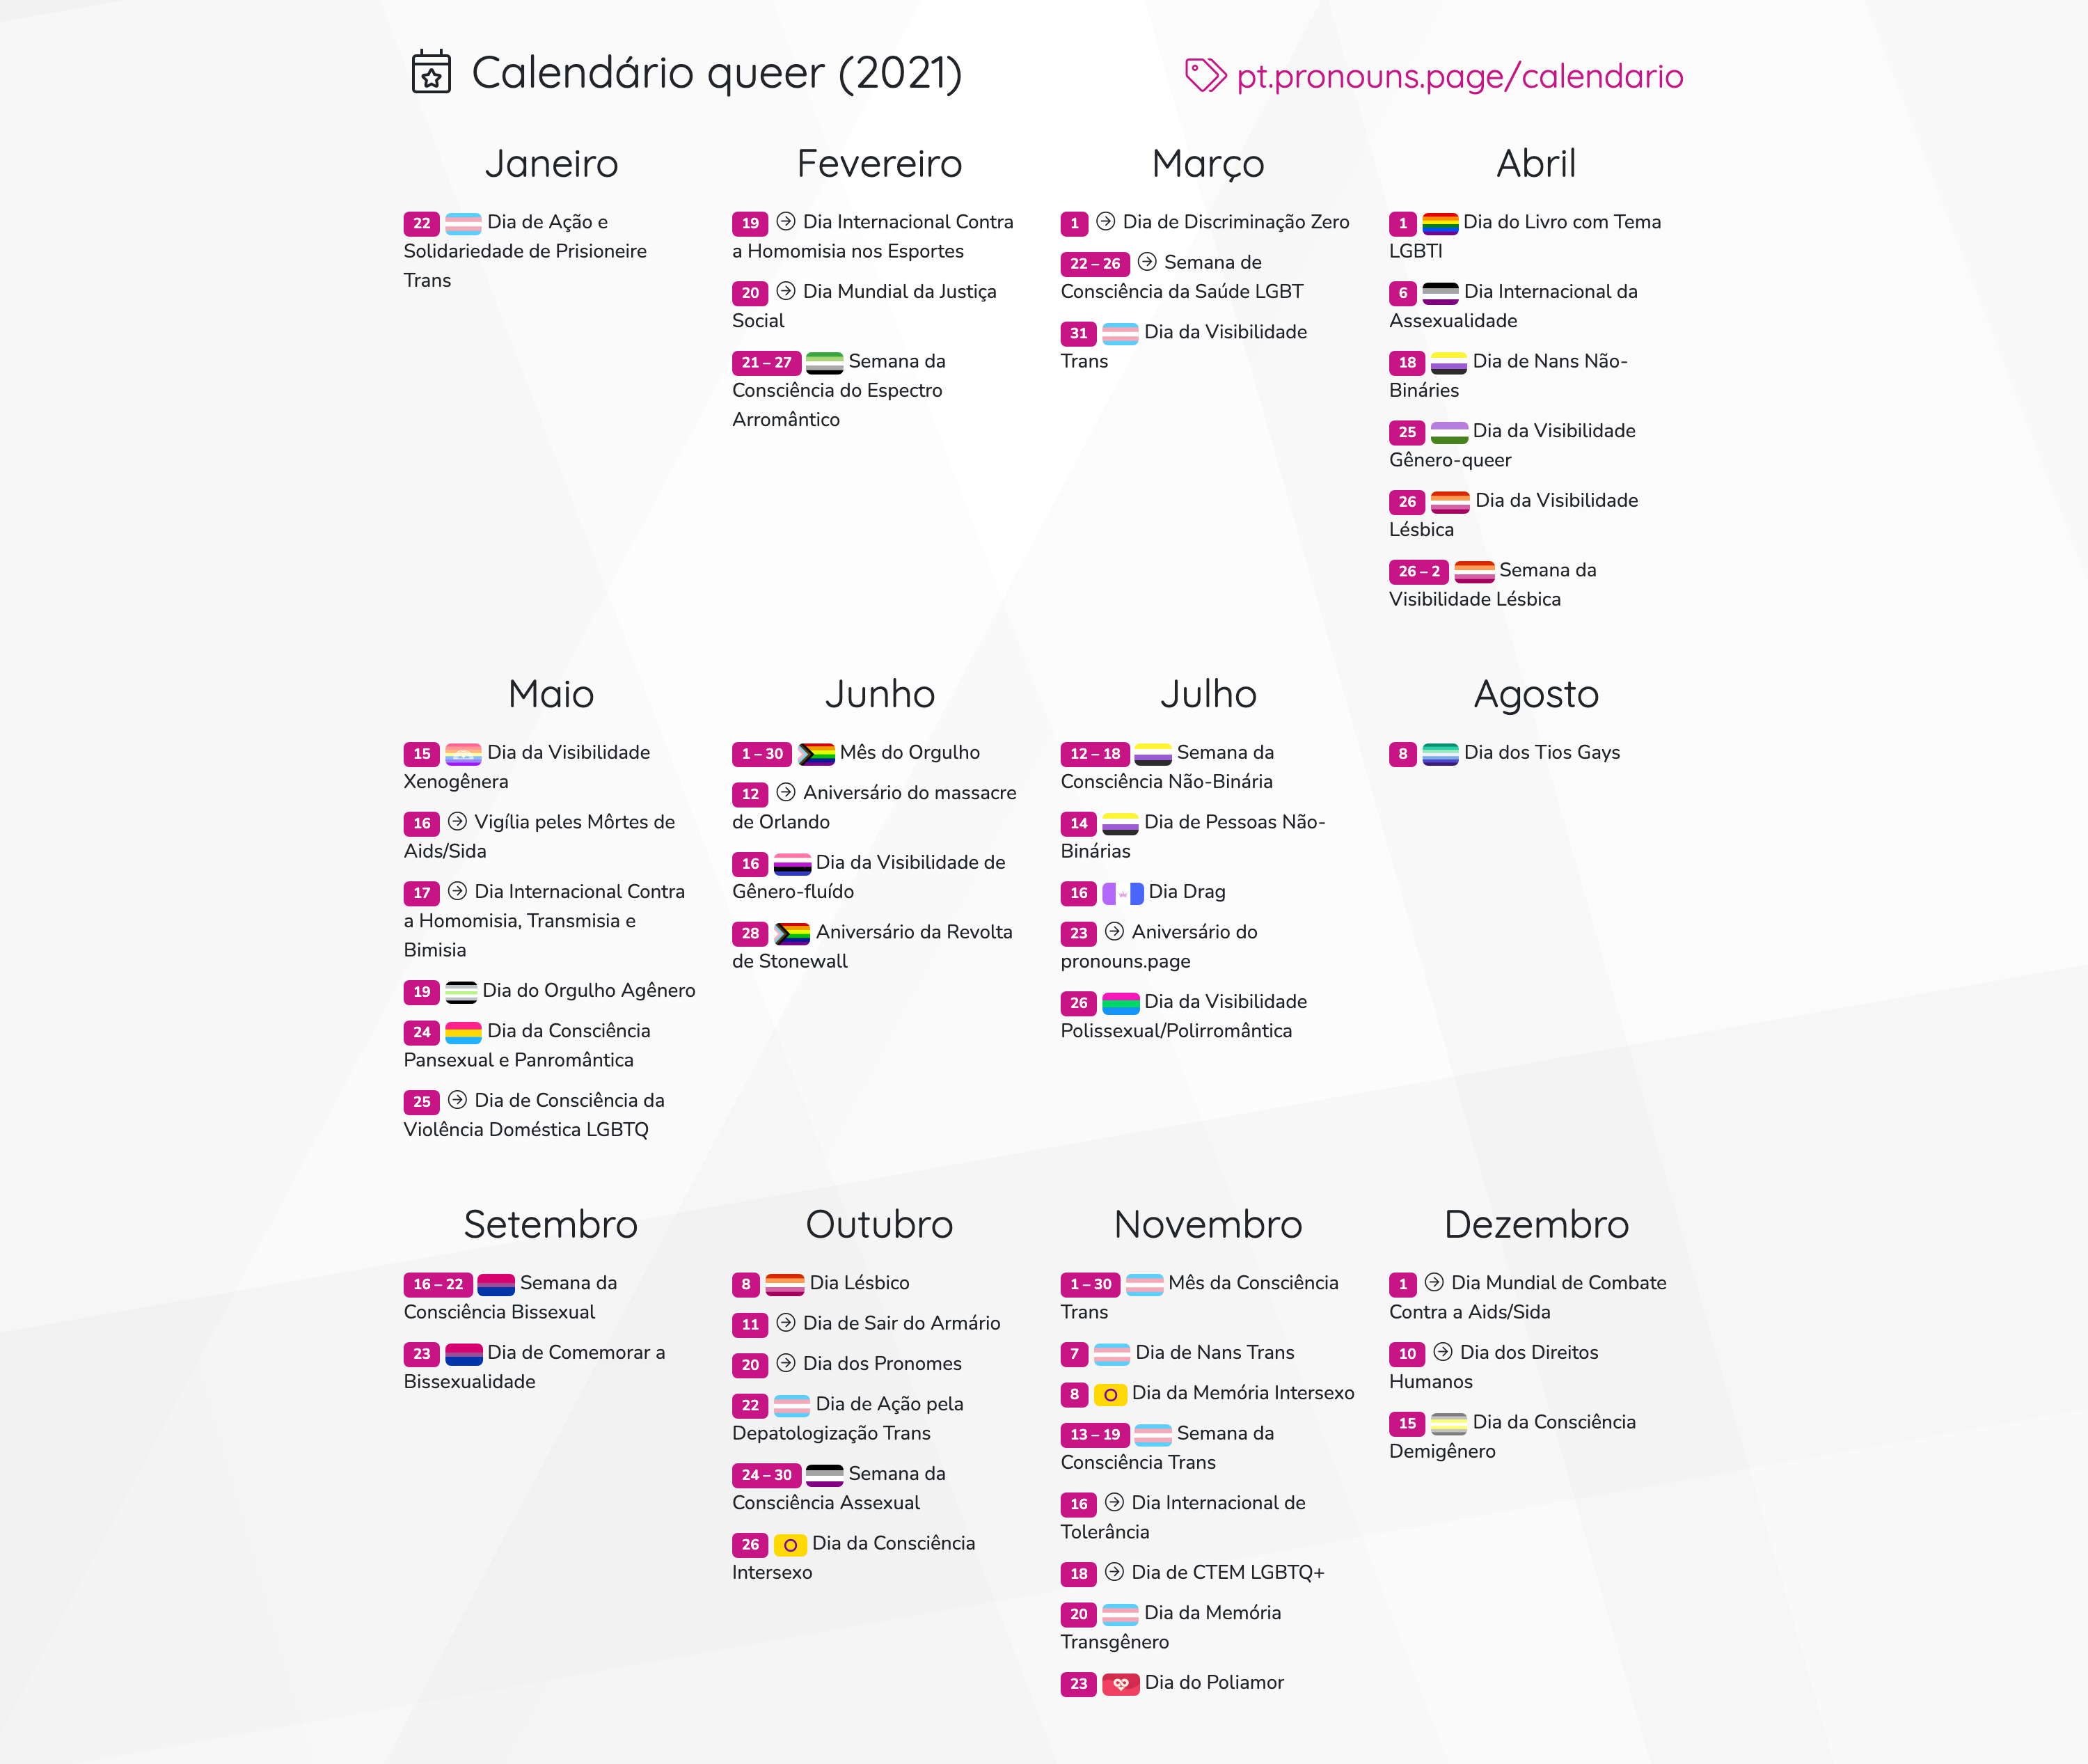 Calendário queer (2021)
pt.pronouns.page/calendario
Janeiro
22 Dia de Ação e
Solidariedade de Prisioneire
Trans
Fevereiro
19 Dia Internacional Contra
a Homomisia nos Esportes
20 Dia Mundial da Justiça
Social
21 – 27 Semana da
Consciência do Espectro
Arromântico
Março
1 Dia de Discriminação Zero
22 – 26 Semana de
Consciência da Saúde LGBT
31 Dia da Visibilidade
Trans
Abril
1 Dia do Livro com Tema
LGBTI
6 Dia Internacional da
Assexualidade
18 Dia de Nans Não-
Bináries
25 Dia da Visibilidade
Gênero-queer
26 Dia da Visibilidade
Lésbica
26 – 2 Semana da
Visibilidade Lésbica
Maio
15 Dia da Visibilidade
Xenogênera
16 Vigília peles Môrtes de
Aids/Sida
17 Dia Internacional Contra
a Homomisia, Transmisia e
Bimisia
19 Dia do Orgulho Agênero
24 Dia da Consciência
Pansexual e Panromântica
25 Dia de Consciência da
Violência Doméstica LGBTQ
Junho
1 – 30 Mês do Orgulho
12 Aniversário do massacre
de Orlando
16 Dia da Visibilidade de
Gênero-fluído
28 Aniversário da Revolta
de Stonewall
Julho
12 – 18 Semana da
Consciência Não-Binária
14 Dia de Pessoas Não-
Binárias
16 Dia Drag
23 Aniversário do
pronouns.page
26 Dia da Visibilidade
Polissexual/Polirromântica
Agosto
8 Dia dos Tios Gays
Setembro
16 – 22 Semana da
Consciência Bissexual
23 Dia de Comemorar a
Bissexualidade
Outubro
8 Dia Lésbico
11 Dia de Sair do Armário
20 Dia dos Pronomes
22 Dia de Ação pela
Depatologização Trans
24 – 30 Semana da
Consciência Assexual
26 Dia da Consciência
Intersexo
Novembro
1 – 30 Mês da Consciência
Trans
7 Dia de Nans Trans
8 Dia da Memória Intersexo
13 – 19 Semana da
Consciência Trans
16 Dia Internacional de
Tolerância
18 Dia de CTEM LGBTQ+
20 Dia da Memória
Transgênero
23 Dia do Poliamor
Dezembro
1 Dia Mundial de Combate
Contra a Aids/Sida
10 Dia dos Direitos
Humanos
15 Dia da Consciência
Demigênero